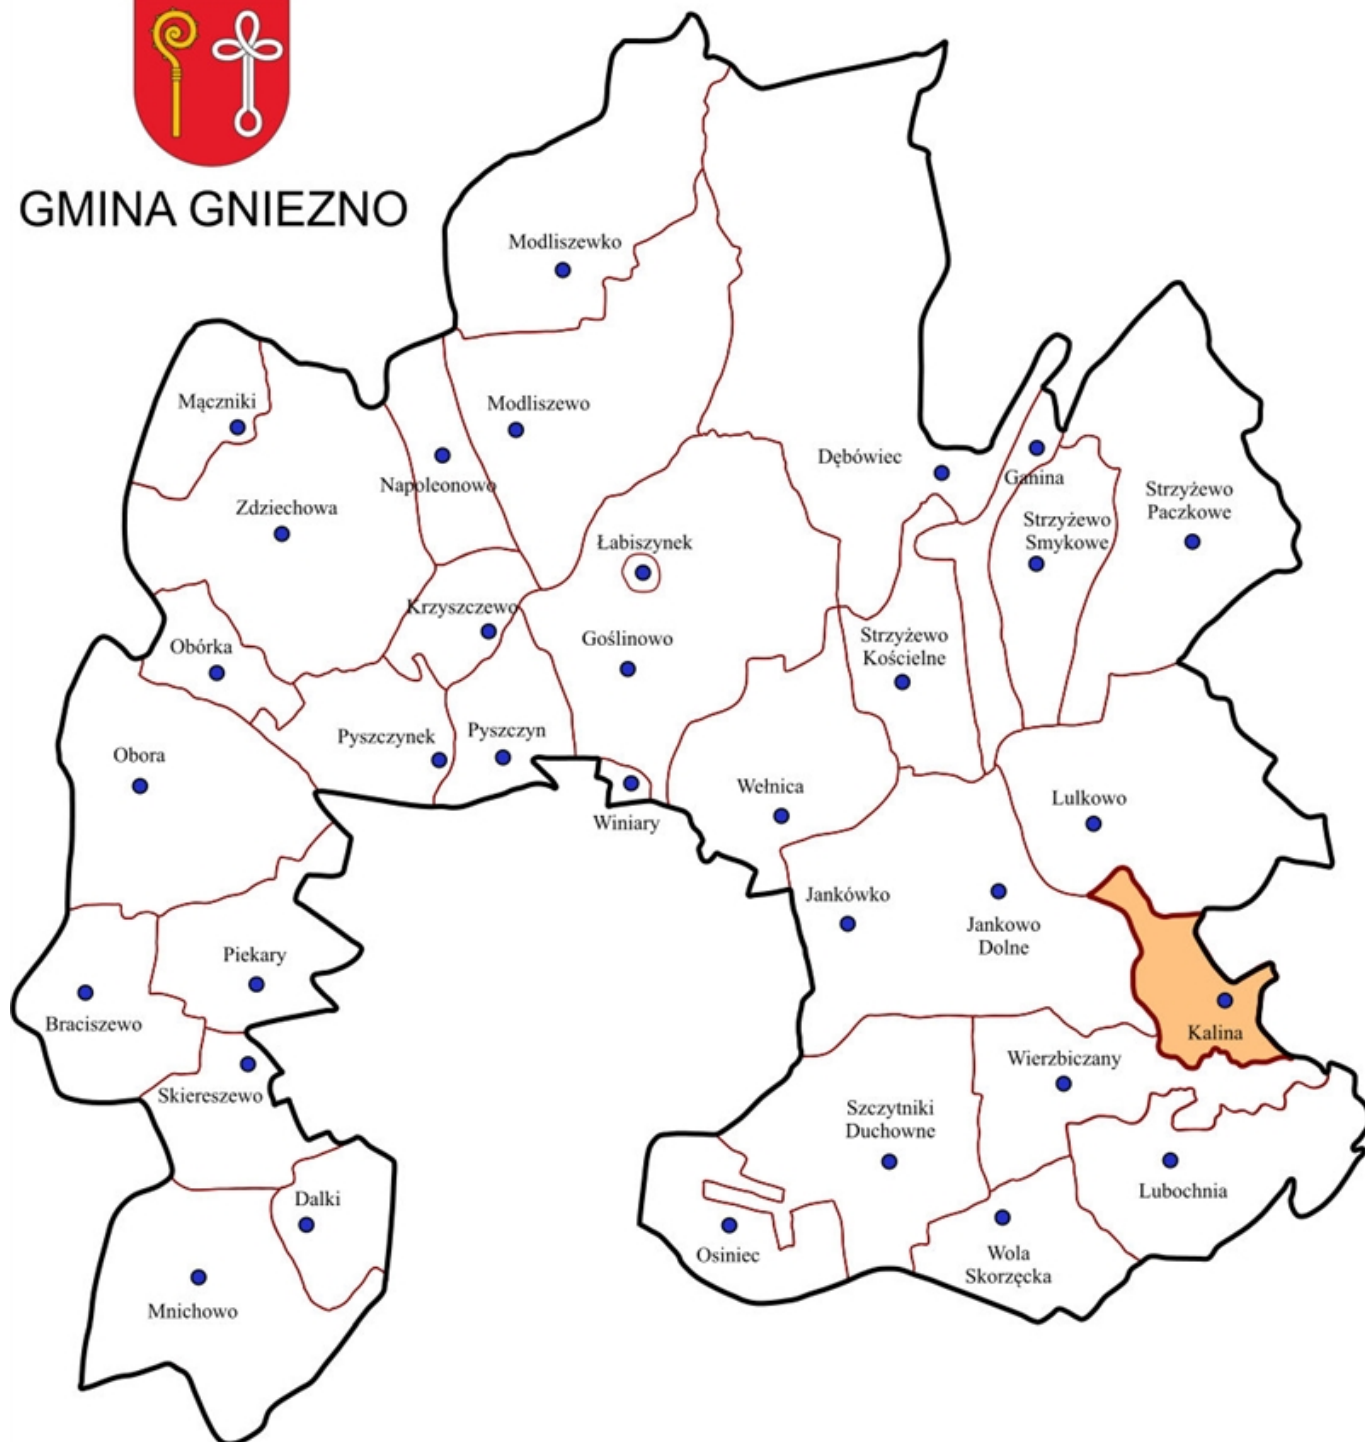 GMINA GNIEZNO
Modliszewko
Mączniki
Modliszewo
Napoleonowo
Zdziechowa
Dębówiec
Ganina
Strzyżewo
Paczkowe
Strzyżewo
Smykowe
Łabiszynek
Krzyszczewo
Obórka
Goślinowo
Strzyżewo
Kościelne
Pyszczynek
Pyszczyn
Obora
Wełnica
Winiary
Lulkowo
Jankówko
Jankowo
Dolne
Piekary
Braciszewo
Kalina
Skiereszewo
Wierzbiczany
Szczytniki
Duchowne
Dalki
Lubochnia
Osiniec
Wola
Skorzęcka
Mnichowo